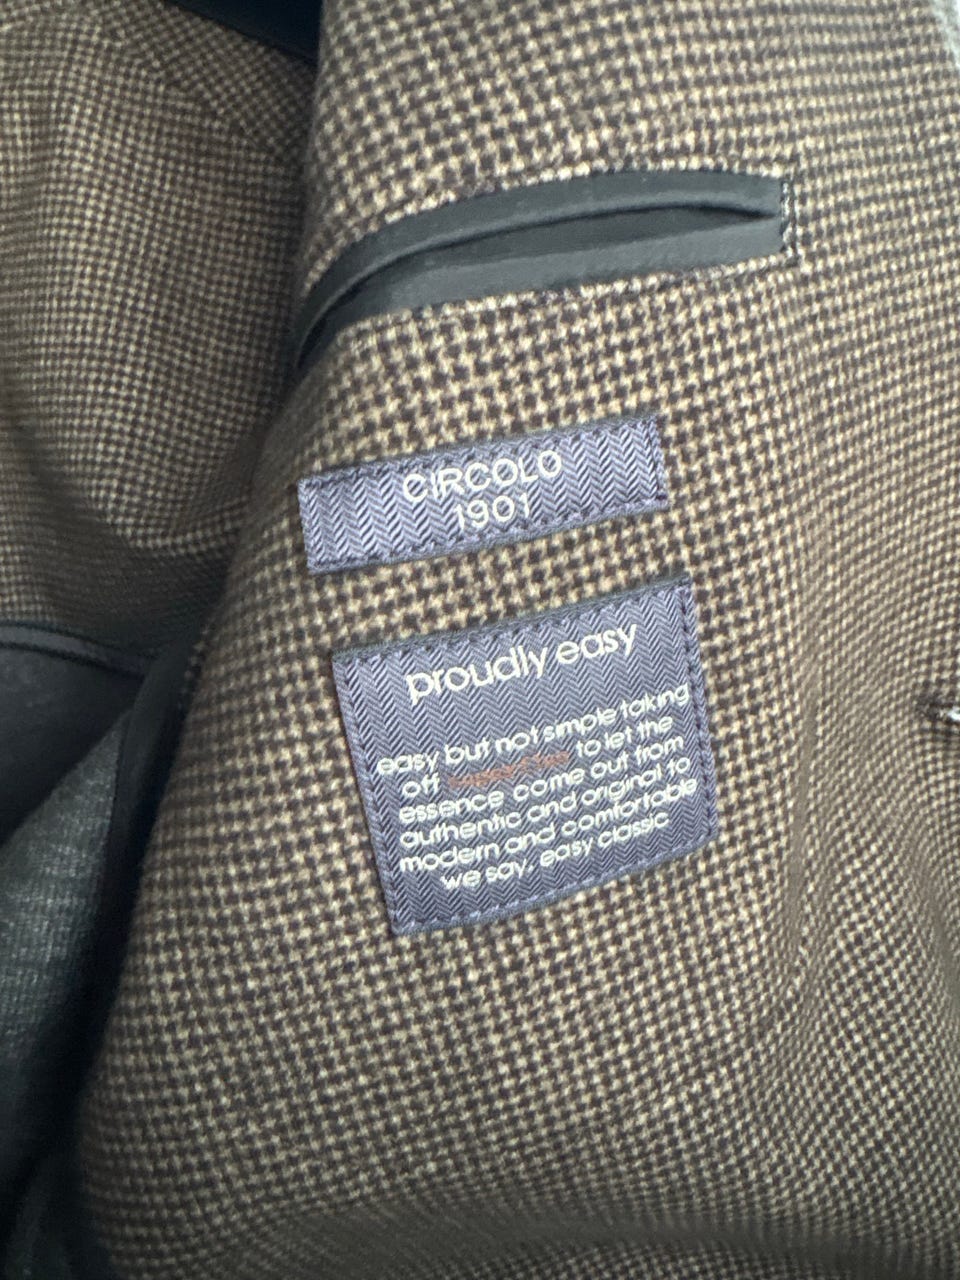 CIRCOLO
1901
proudly easy
easy but not simple taking
off to let the
essence come out from
authentic and original to
modern and comfortable
we say, easy classic